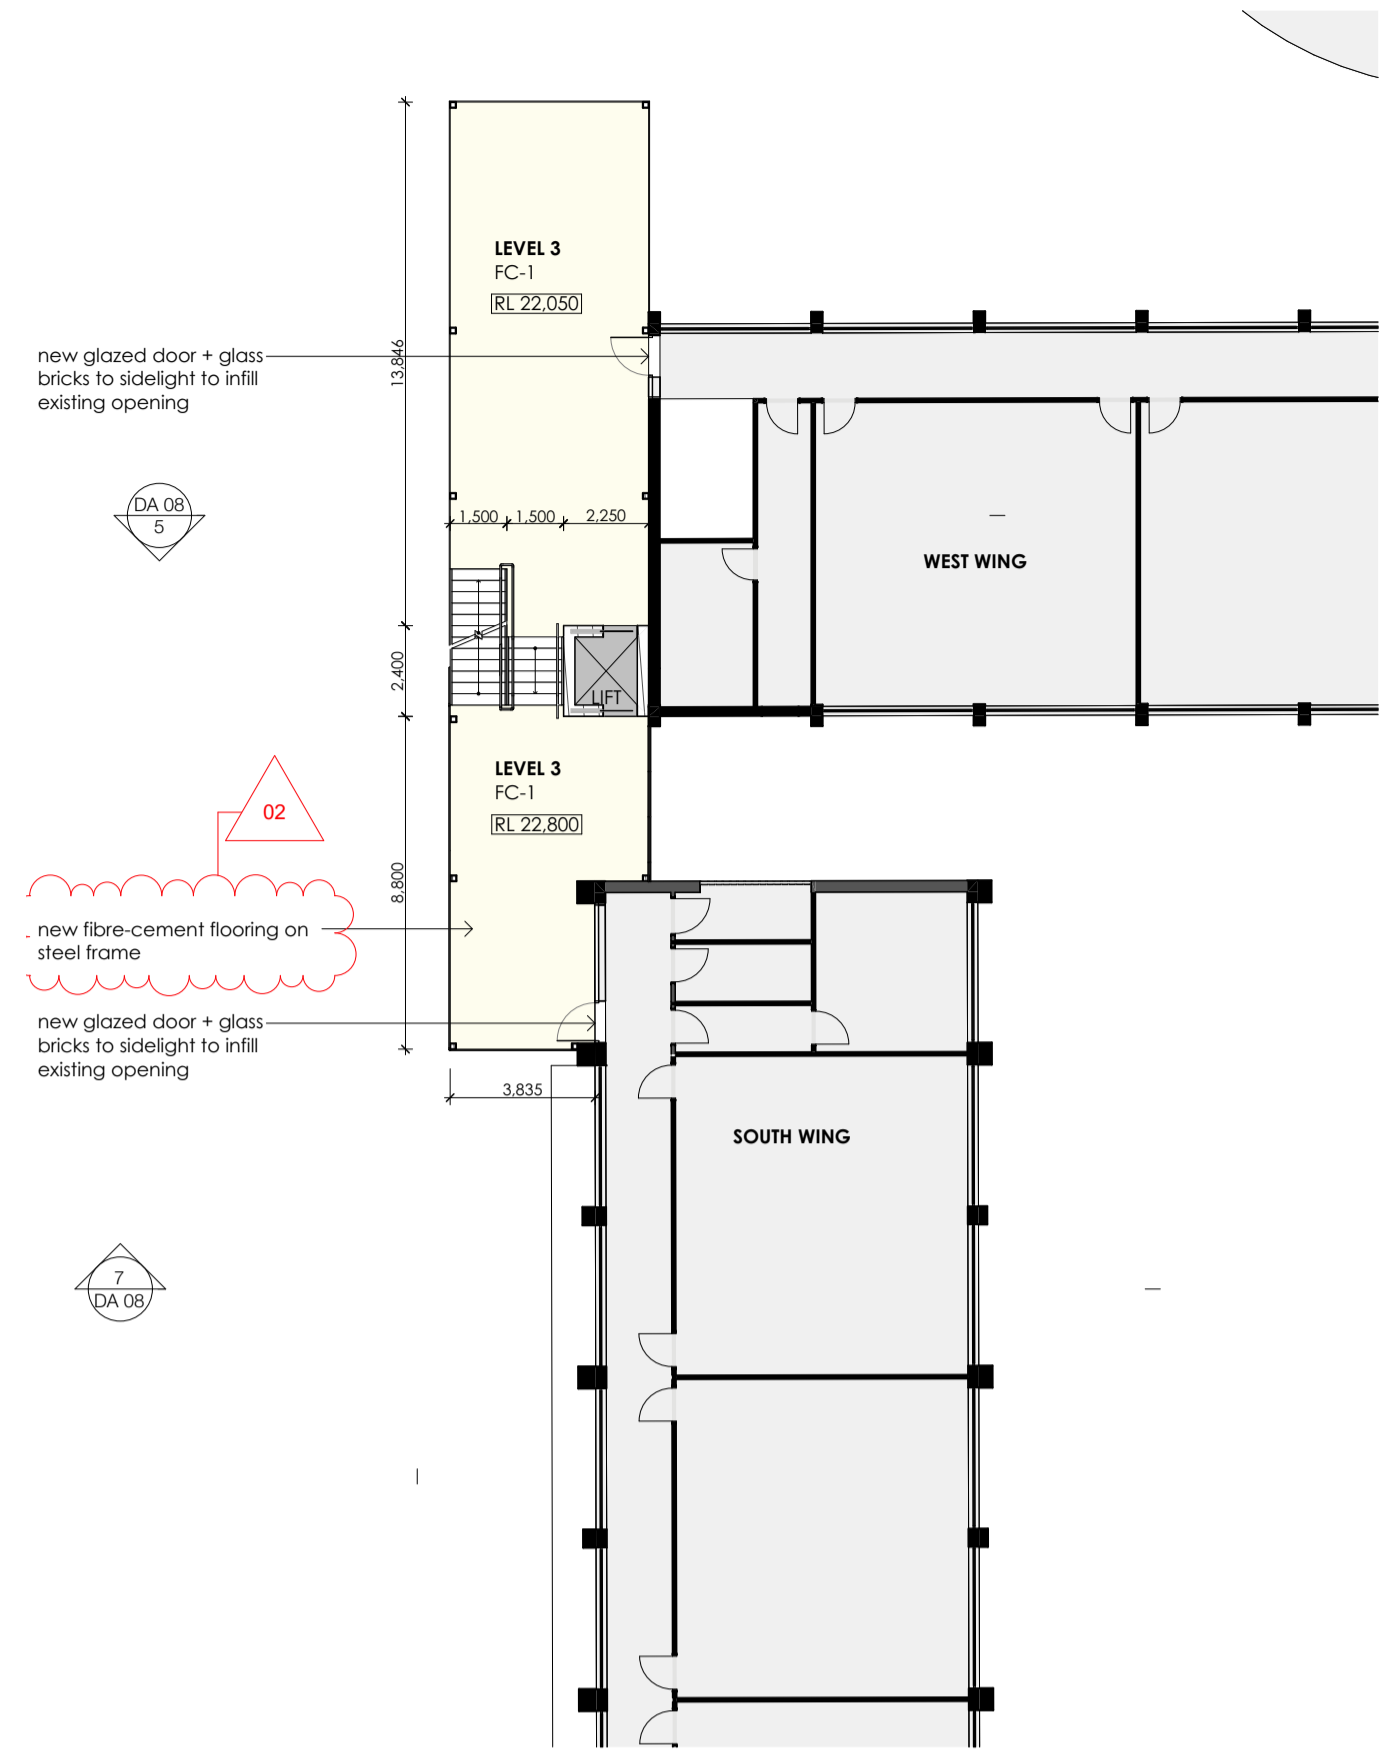 LEVEL 3
FC-1
RL 22,050
new glazed door + glass
bricks to sidelight to infill
existing opening
13,846
DA 08
5
1,500
1,500
2,250
WEST WING
2,400
LIFT
LEVEL 3
FC-1
RL 22,800
02
8,800
new fibre-cement flooring on
steel frame
new glazed door + glass
bricks to sidelight to infill
existing opening
3,835
SOUTH WING
7
DA 08